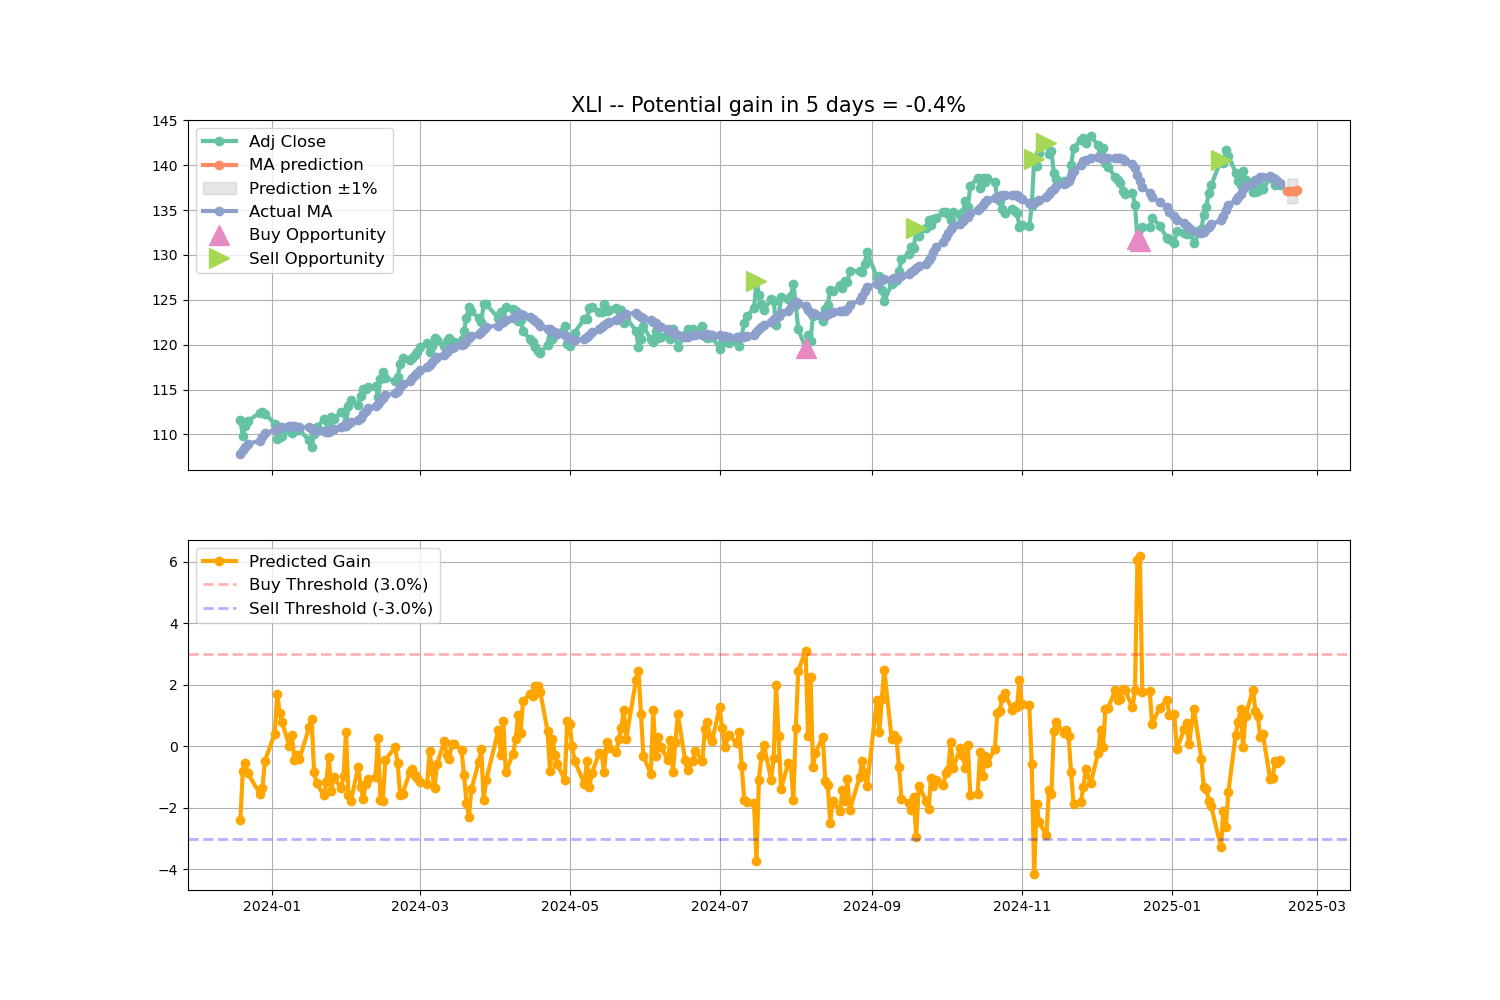 XLI -- Potential gain in 5 days = -0.4%
145
140
135
130
125
120
115
110
Adj Close
MA prediction
Prediction ±1%
Actual MA
Buy Opportunity
Sell Opportunity
6
4
2
0
−2
−4
Predicted Gain
Buy Threshold (3.0%)
Sell Threshold (-3.0%)
2024-01 2024-03 2024-05 2024-07 2024-09 2024-11 2025-01 2025-03